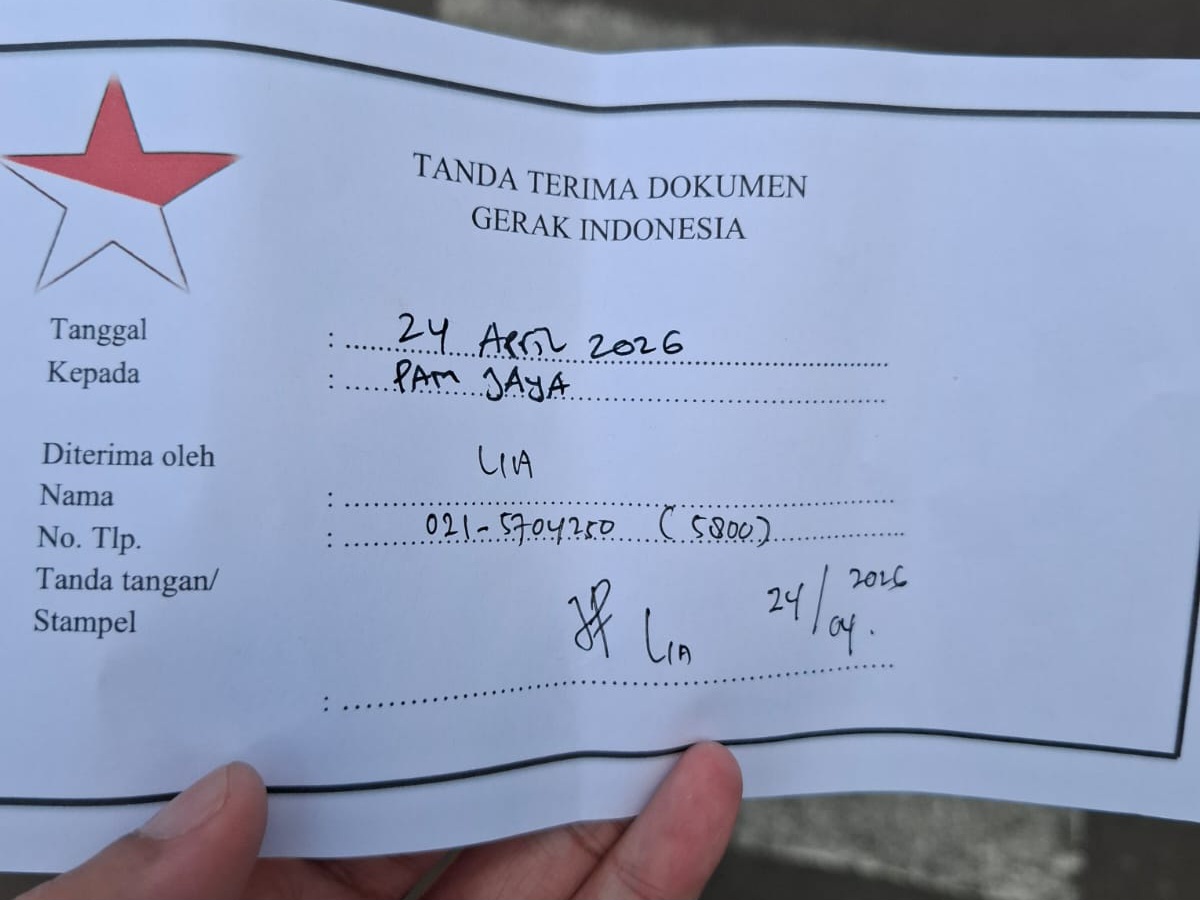 TANDA TERIMA DOKUMEN
GERAK INDONESIA
Tanggal : 24 April 2026
Kepada : PAM JAYA
Diterima oleh
Nama : LIA
No. Tlp. : 021-5704250 (5800)
Tanda tangan/
Stampel : LIA 24/04 2026